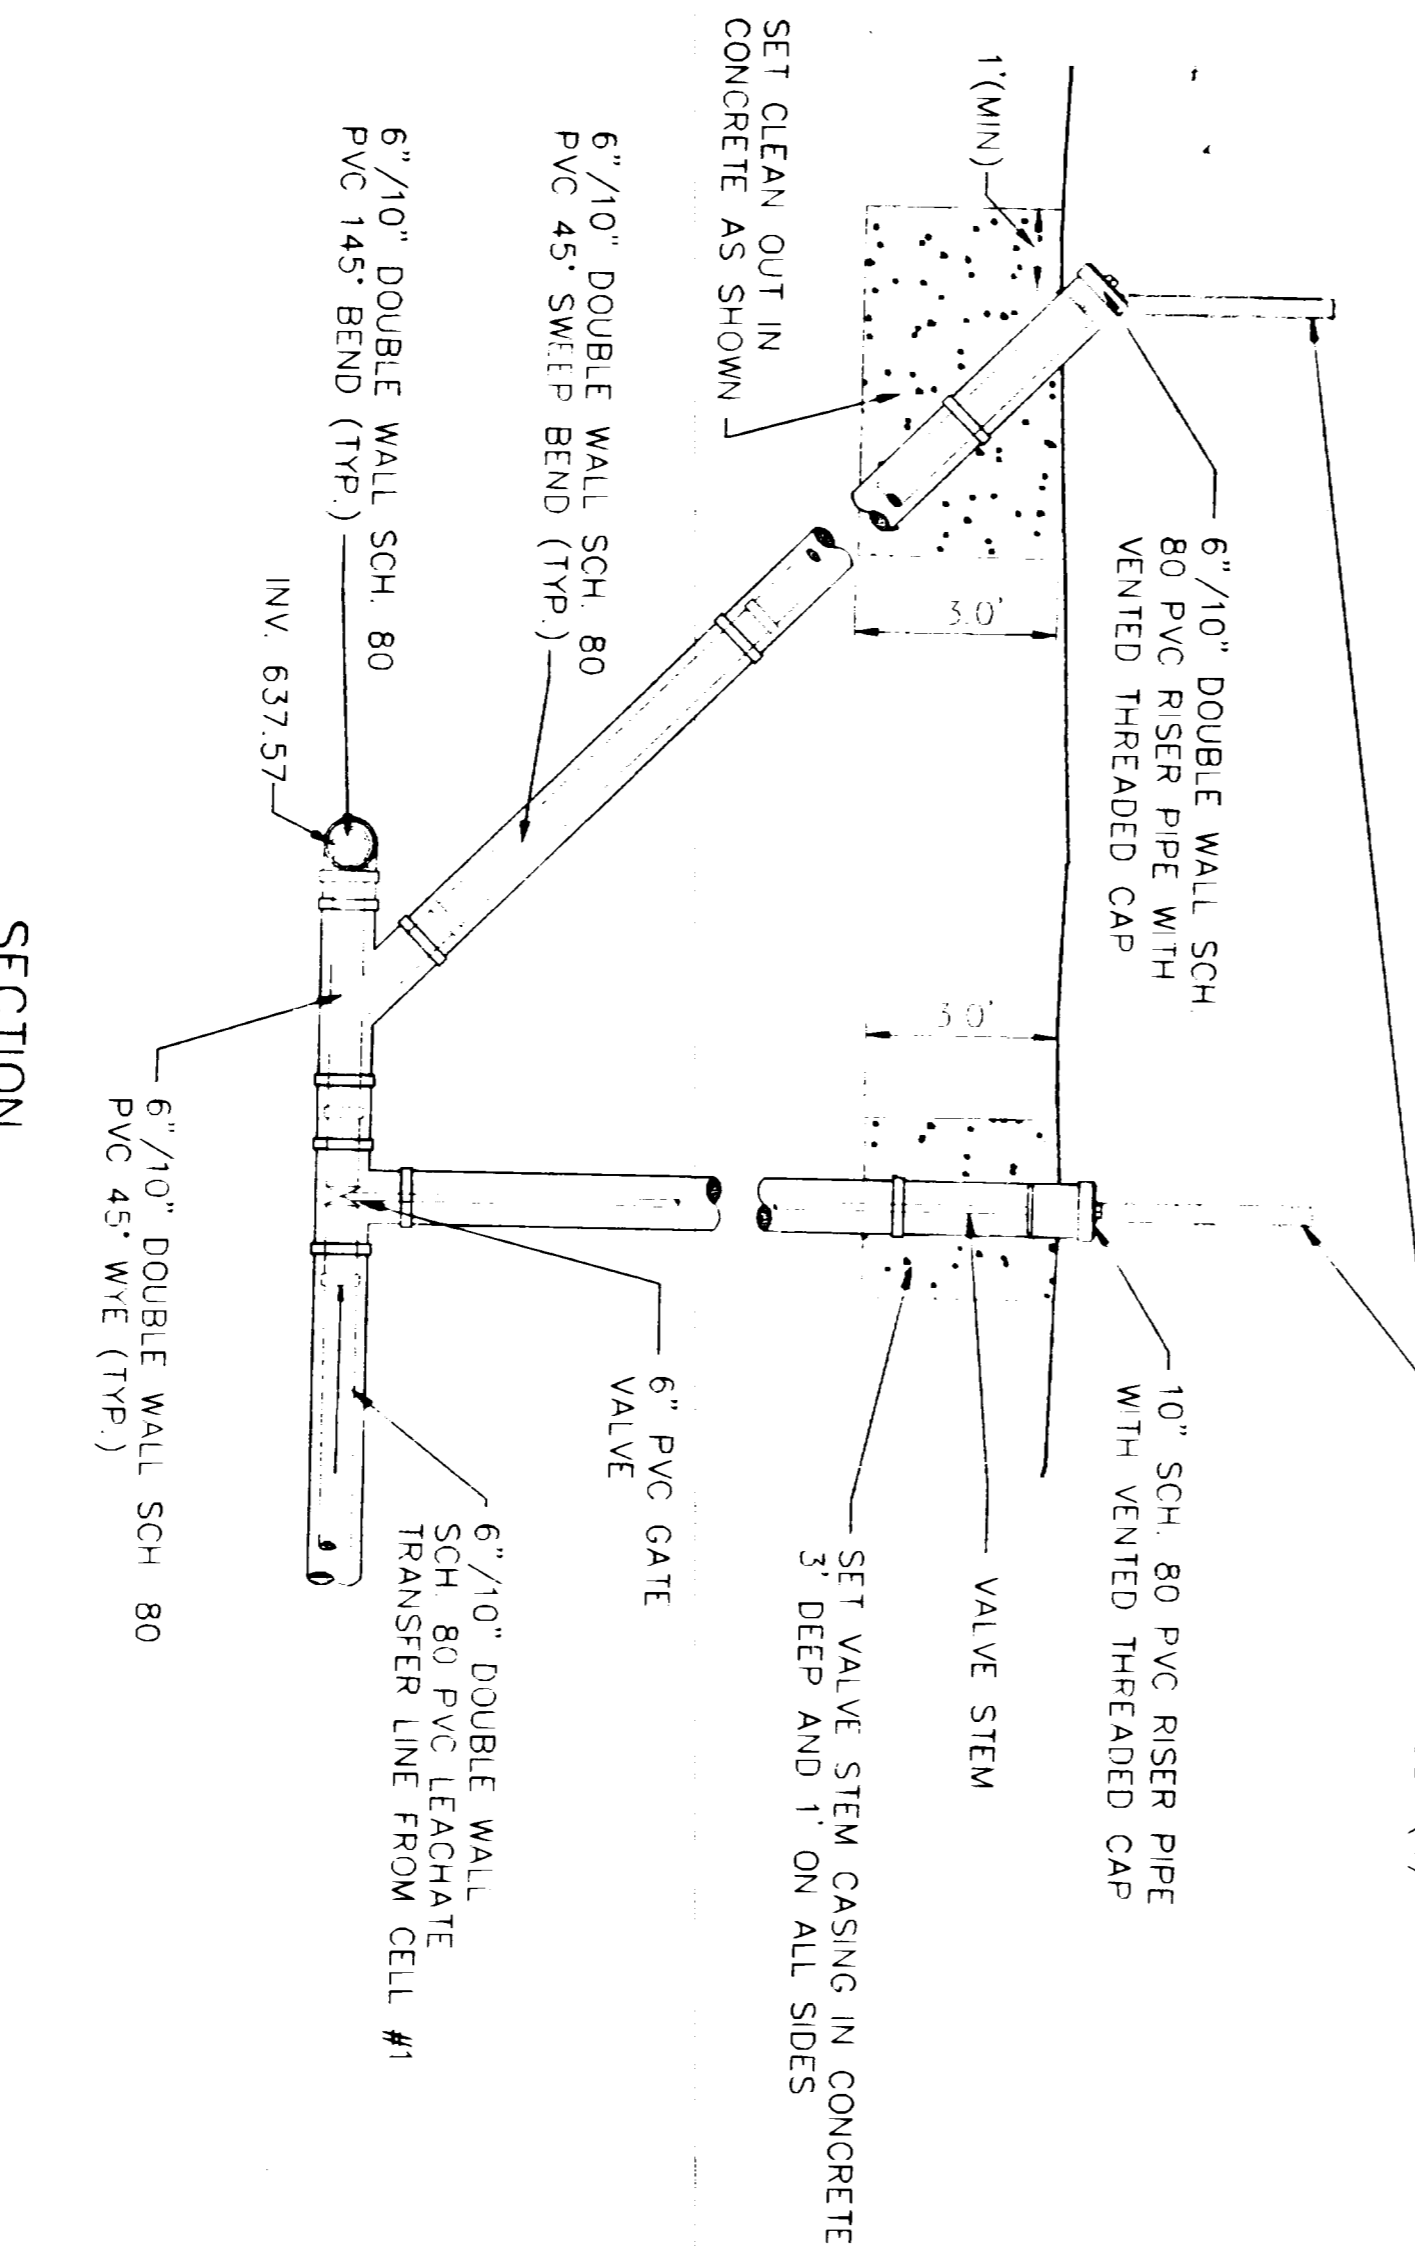 6"/10" DOUBLE WALL SCH
80 PVC RISER PIPE WITH
VENTED THREADED CAP
10" SCH. 80 PVC RISER PIPE
WITH VENTED THREADED CAP
1'(MIN)
3.0'
3.0'
VALVE STEM
SET CLEAN OUT IN
CONCRETE AS SHOWN
SET VALVE STEM CASING IN CONCRETE
3' DEEP AND 1' ON ALL SIDES
6"/10" DOUBLE WALL SCH. 80
PVC 45° SWEEP BEND (TYP.)
6" PVC GATE
VALVE
6"/10" DOUBLE WALL SCH. 80
PVC 145° BEND (TYP.)
6"/10" DOUBLE WALL
SCH. 80 PVC LEACHATE
TRANSFER LINE FROM CELL #1
INV. 637.57
6"/10" DOUBLE WALL SCH 80
PVC 45° WYE (TYP.)
SECTION